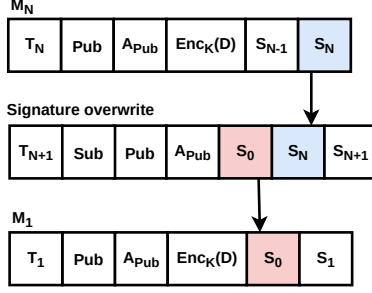 M_N
T_N Pub A_Pub Enc_K(D) S_N-1 S_N
Signature overwrite
T_N+1 Sub Pub A_Pub S_0 S_N S_N+1
M_1
T_1 Pub A_Pub Enc_K(D) S_0 S_1